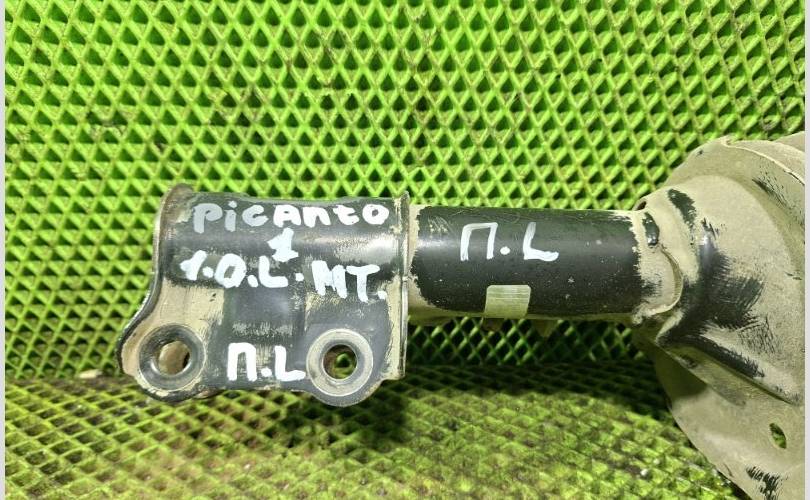 PicAnto
1
1.0.L. MT.
П.L
П.L